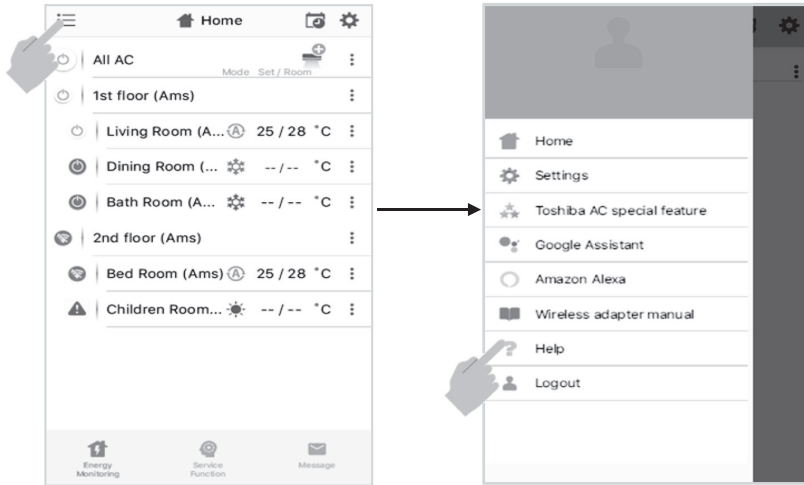 Home
All AC
Mode Set / Room
1st floor (Ams)
Living Room (A... A 25 / 28 °C
Dining Room (... -- / -- °C
Bath Room (A... -- / -- °C
2nd floor (Ams)
Bed Room (Ams) A 25 / 28 °C
Children Room... -- / -- °C
Energy
Monitoring
Service
Function
Message
Home
Settings
Toshiba AC special feature
Google Assistant
Amazon Alexa
Wireless adapter manual
? Help
Logout